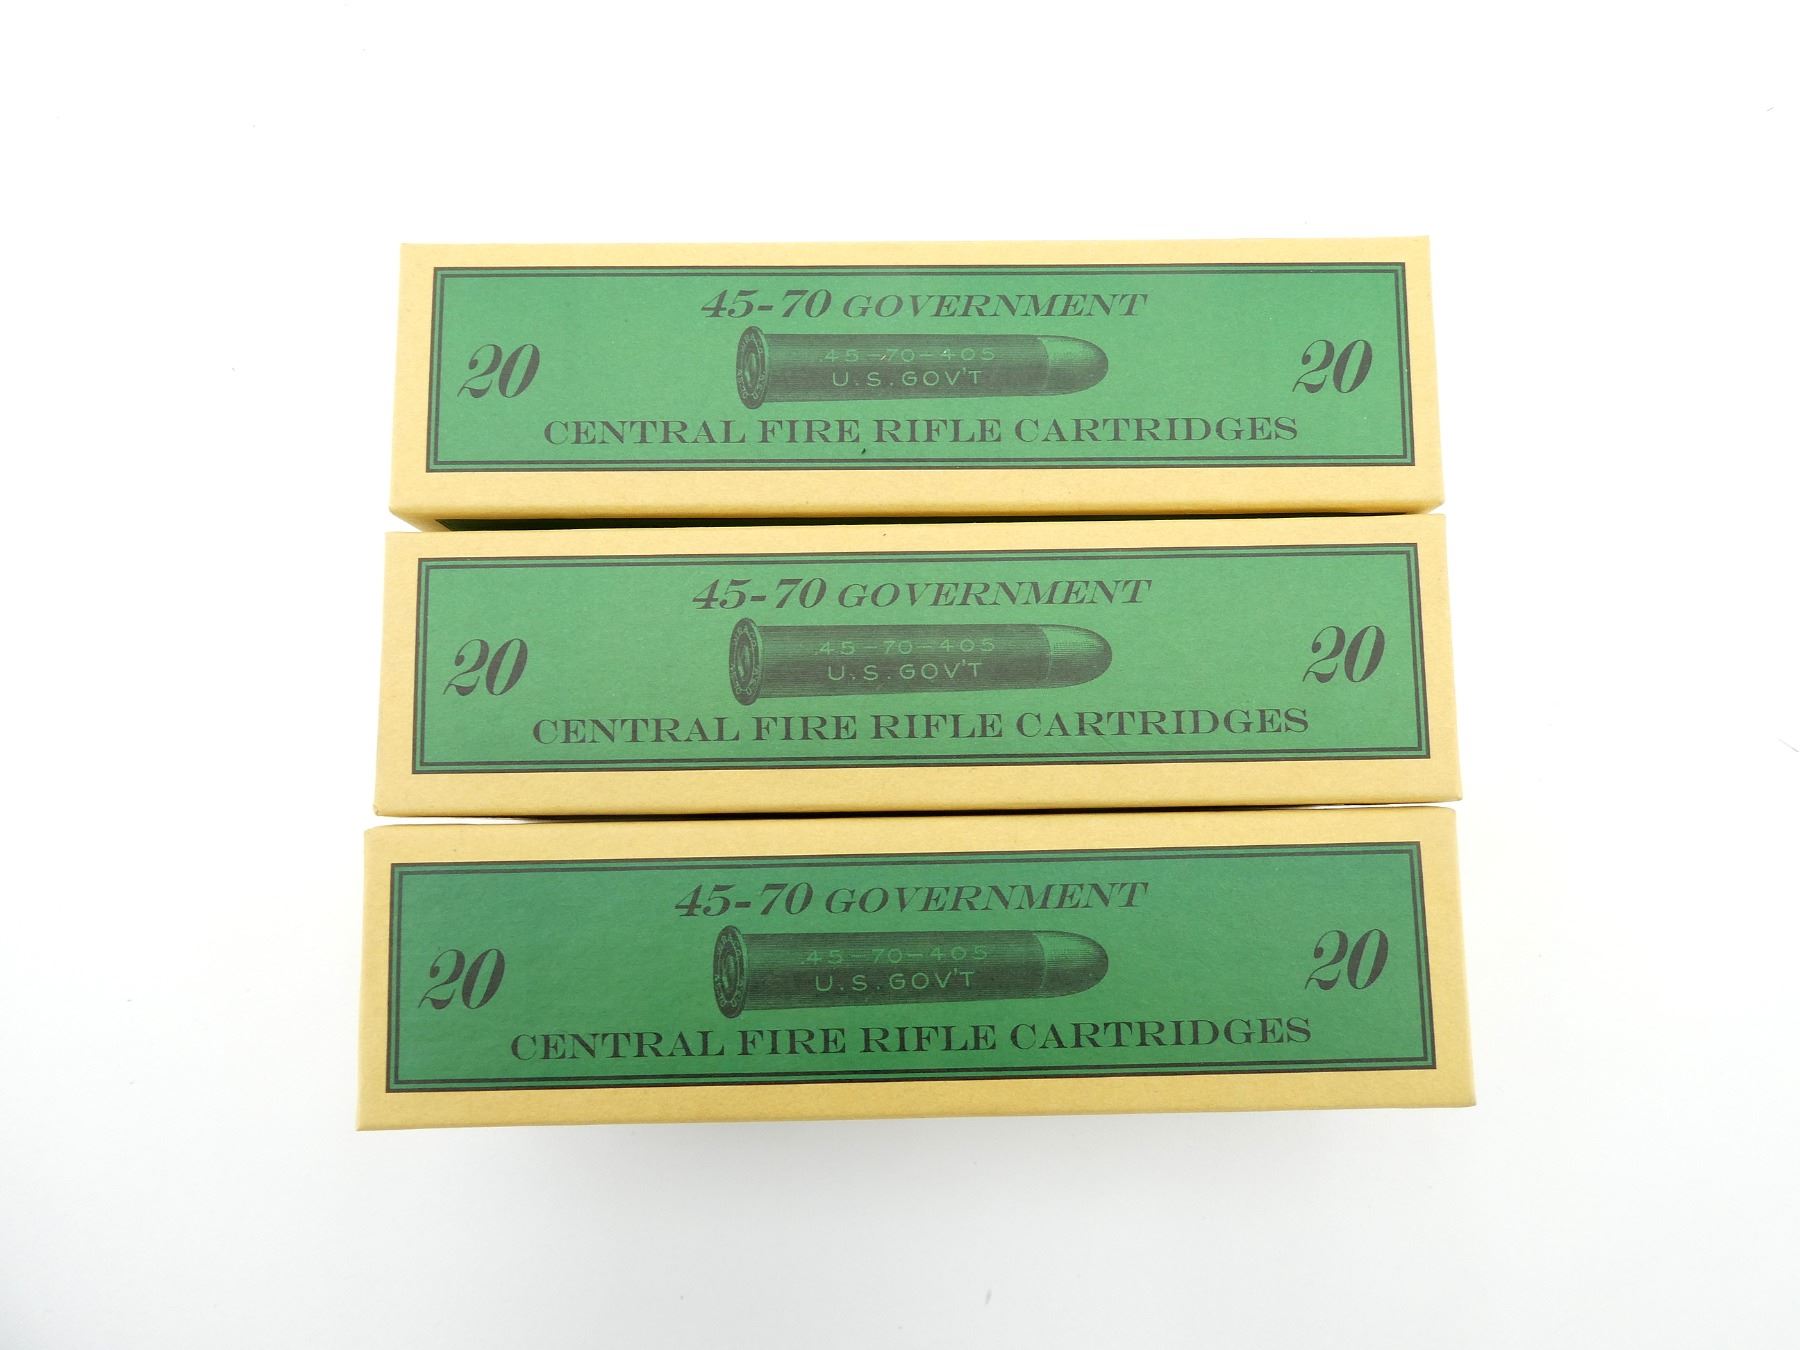 45-70 GOVERNMENT
20
.45-70-405
20
U.S. GOV'T
CENTRAL FIRE RIFLE CARTRIDGES
45-70 GOVERNMENT
20
.45-70-405
20
U.S. GOV'T
CENTRAL FIRE RIFLE CARTRIDGES
45-70 GOVERNMENT
20
.45-70-405
20
U.S. GOV'T
CENTRAL FIRE RIFLE CARTRIDGES